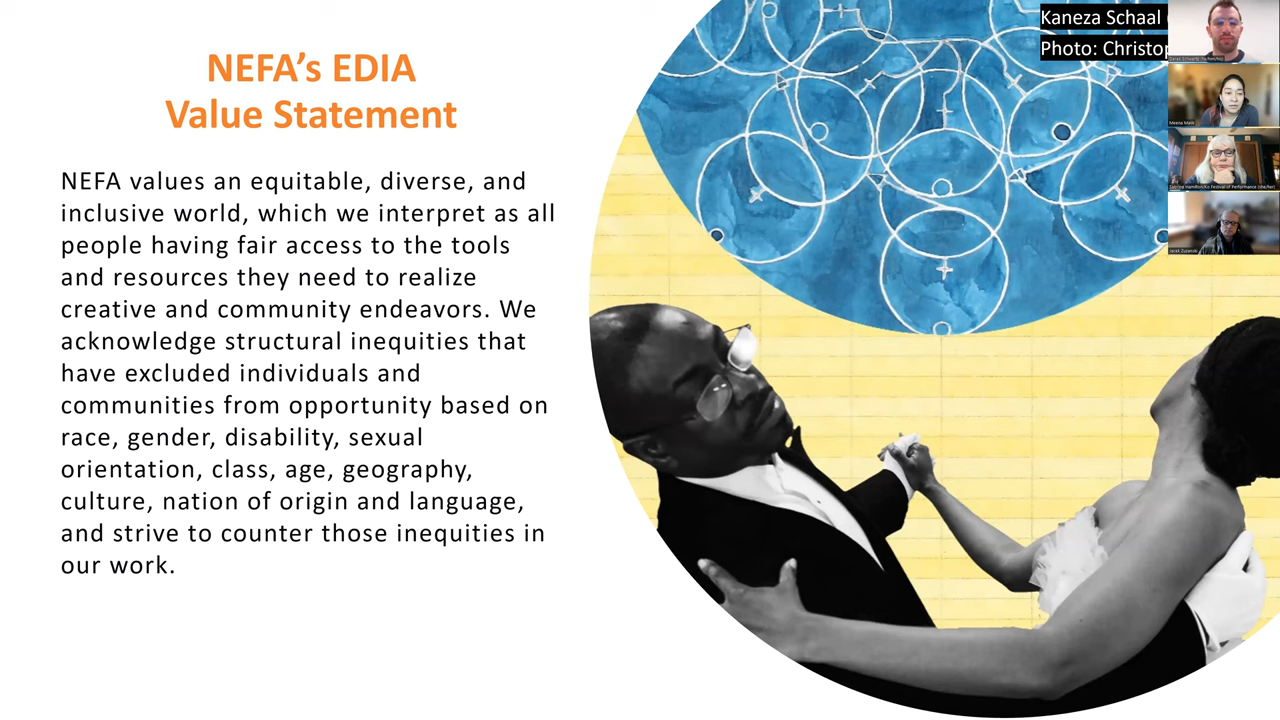 NEFA's EDIA
Value Statement
NEFA values an equitable, diverse, and
inclusive world, which we interpret as all
people having fair access to the tools
and resources they need to realize
creative and community endeavors. We
acknowledge structural inequities that
have excluded individuals and
communities from opportunity based on
race, gender, disability, sexual
orientation, class, age, geography,
culture, nation of origin and language,
and strive to counter those inequities in
our work.
Kaneza Schaal
Photo: Christop
Meena Malik